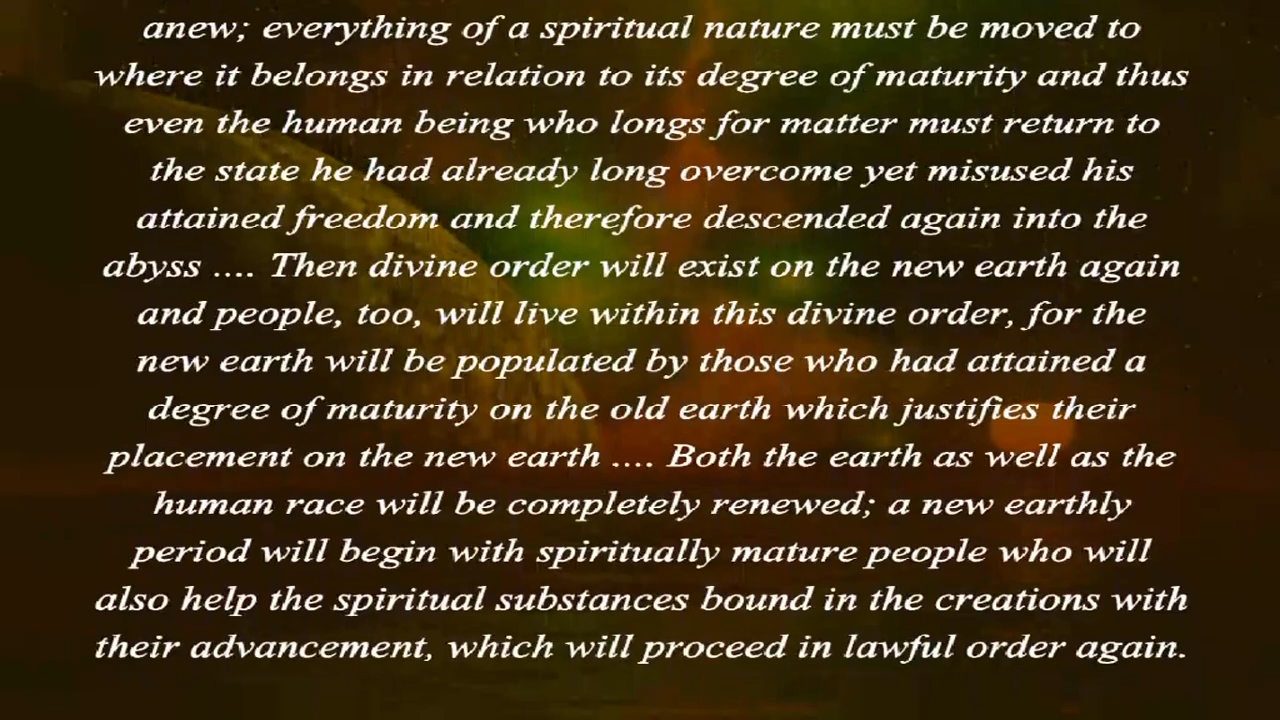 anew; everything of a spiritual nature must be moved to
where it belongs in relation to its degree of maturity and thus
even the human being who longs for matter must return to
the state he had already long overcome yet misused his
attained freedom and therefore descended again into the
abyss .... Then divine order will exist on the new earth again
and people, too, will live within this divine order, for the
new earth will be populated by those who had attained a
degree of maturity on the old earth which justifies their
placement on the new earth .... Both the earth as well as the
human race will be completely renewed; a new earthly
period will begin with spiritually mature people who will
also help the spiritual substances bound in the creations with
their advancement, which will proceed in lawful order again.